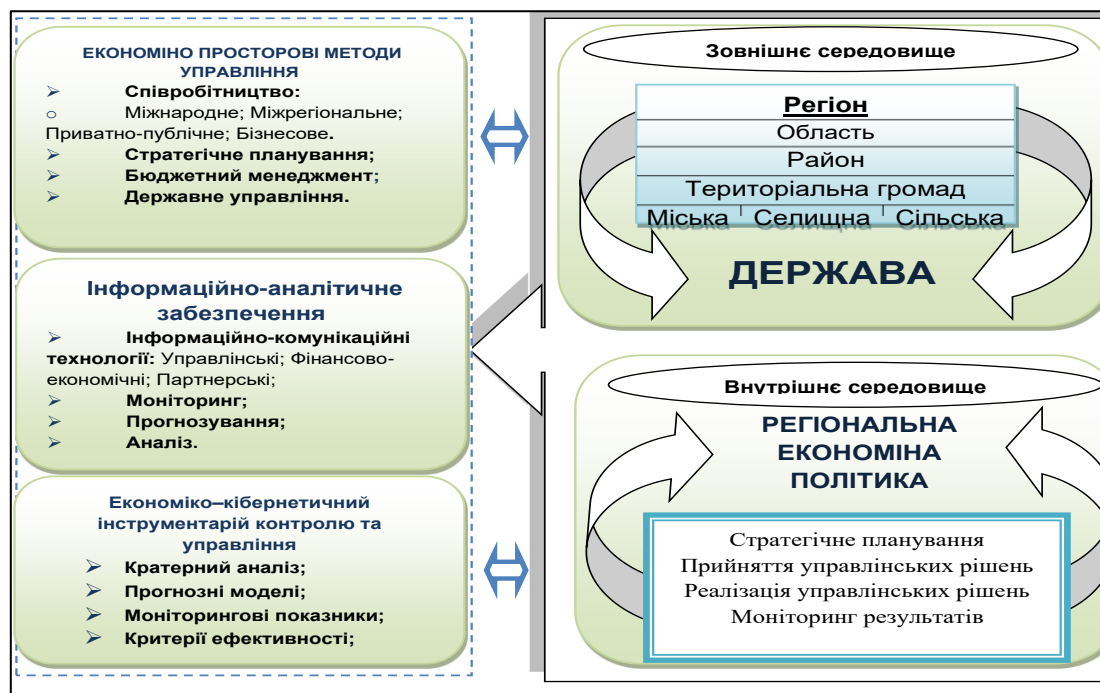 ЕКОНОМІНО ПРОСТОРОВІ МЕТОДИ
УПРАВЛІННЯ
➢ Співробітництво:
o Міжнародне; Міжрегіональне;
Приватно-публічне; Бізнесове.
➢ Стратегічне планування;
➢ Бюджетний менеджмент;
➢ Державне управління.
Інформаційно-аналітичне
забезпечення
➢ Інформаційно-комунікаційні
технології: Управлінські; Фінансово-
економічні; Партнерські;
➢ Моніторинг;
➢ Прогнозування;
➢ Аналіз.
Економіко–кібернетичний
інструментарій контролю та
управління
➢ Кратерний аналіз;
➢ Прогнозні моделі;
➢ Моніторингові показники;
➢ Критерії ефективності;
Зовнішнє середовище
Регіон
Область
Район
Територіальна громад
Міська Селищна Сільська
ДЕРЖАВА
Внутрішнє середовище
РЕГІОНАЛЬНА
ЕКОНОМІНА
ПОЛІТИКА
Стратегічне планування
Прийняття управлінських рішень
Реалізація управлінських рішень
Моніторинг результатів